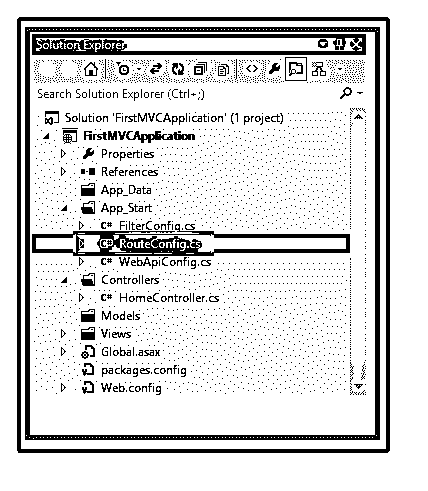 Solution Explorer
Search Solution Explorer (Ctrl+;)
Solution 'FirstMVCApplication' (1 project)
FirstMVCApplication
Properties
References
App_Data
App_Start
C# FilterConfig.cs
C# RouteConfig.cs
C# WebApiConfig.cs
Controllers
C# HomeController.cs
Models
Views
Global.asax
packages.config
Web.config